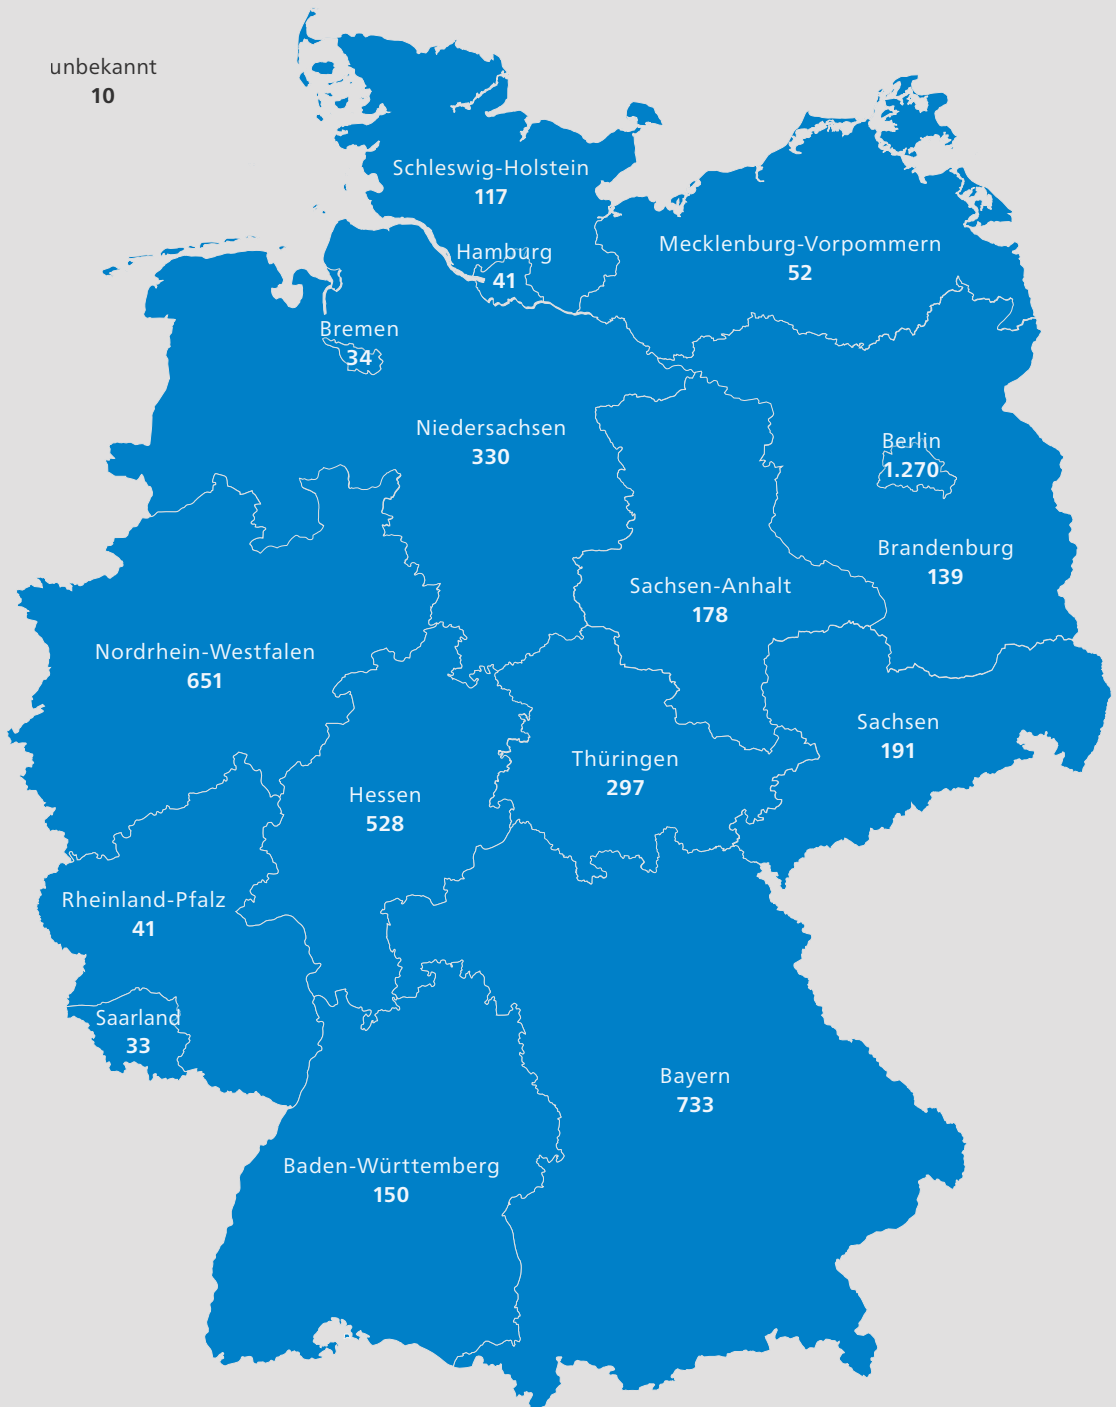 unbekannt
10
Schleswig-Holstein
117
Hamburg
41
Mecklenburg-Vorpommern
52
Bremen
34
Niedersachsen
330
Berlin
1.270
Brandenburg
139
Sachsen-Anhalt
178
Nordrhein-Westfalen
651
Sachsen
191
Thüringen
297
Hessen
528
Rheinland-Pfalz
41
Saarland
33
Bayern
733
Baden-Württemberg
150